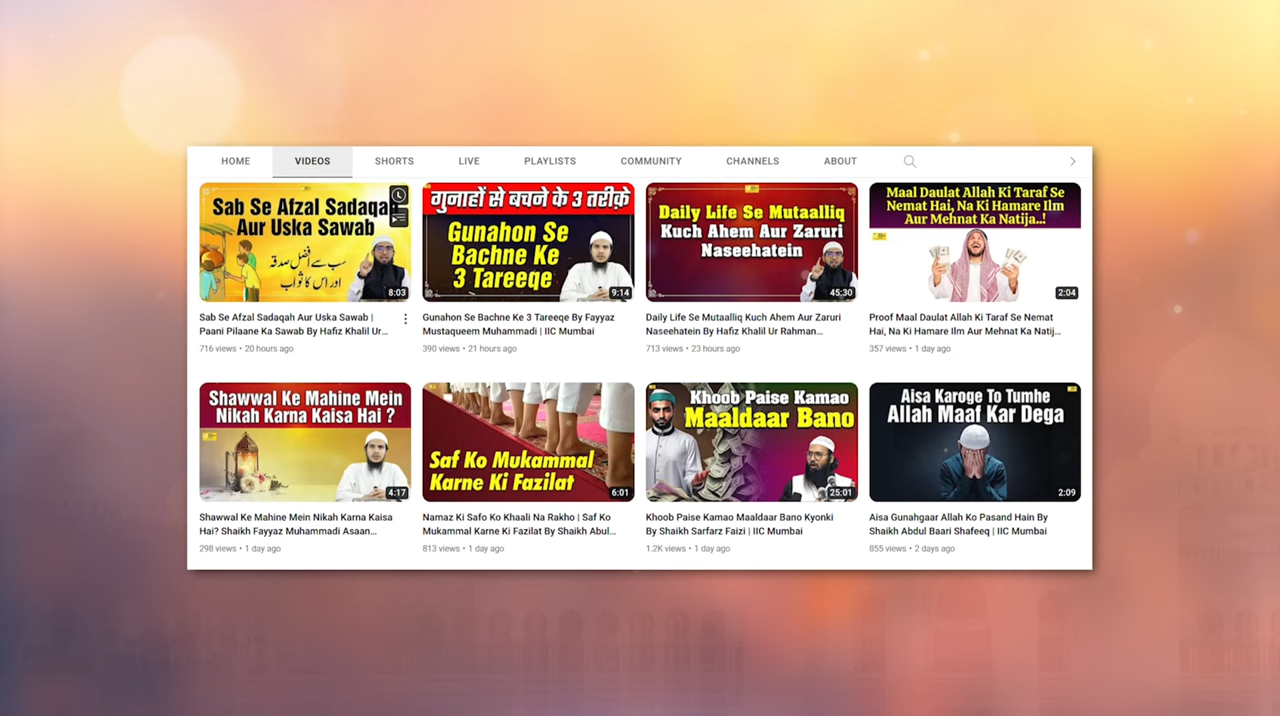 HOME VIDEOS SHORTS LIVE PLAYLISTS COMMUNITY CHANNELS ABOUT
Sab Se Afzal Sadaqah
Aur Uska Sawab
سب سے افضل صدقہ
اور اس کا ثواب
8:03
Sab Se Afzal Sadaqah Aur Uska Sawab |
Paani Pilaane Ka Sawab By Hafiz Khalil Ur...
716 views • 20 hours ago
गुनाहों से बचने के 3 तरीक़े
Gunahon Se
Bachne Ke
3 Tareeqe
9:14
Gunahon Se Bachne Ke 3 Tareeqe By Fayyaz
Mustaqueem Muhammadi | IIC Mumbai
390 views • 21 hours ago
Daily Life Se Mutaalliq
Kuch Ahem Aur Zaruri
Naseehatein
45:30
Daily Life Se Mutaalliq Kuch Ahem Aur Zaruri
Naseehatein By Hafiz Khalil Ur Rahman...
713 views • 23 hours ago
Maal Daulat Allah Ki Taraf Se
Nemat Hai, Na Ki Hamare Ilm
Aur Mehnat Ka Natija..!
2:04
Proof Maal Daulat Allah Ki Taraf Se Nemat
Hai, Na Ki Hamare Ilm Aur Mehnat Ka Natij...
357 views • 1 day ago
Shawwal Ke Mahine Mein
Nikah Karna Kaisa Hai ?
4:17
Shawwal Ke Mahine Mein Nikah Karna Kaisa
Hai? Shaikh Fayyaz Muhammadi Asaan...
298 views • 1 day ago
Saf Ko Mukammal
Karne Ki Fazilat
6:01
Namaz Ki Safo Ko Khaali Na Rakho | Saf Ko
Mukammal Karne Ki Fazilat By Shaikh Abul...
813 views • 1 day ago
Khoob Paise Kamao
Maaldaar Bano
25:01
Khoob Paise Kamao Maaldaar Bano Kyonki
By Shaikh Sarfarz Faizi | IIC Mumbai
1.2K views • 1 day ago
Aisa Karoge To Tumhe
Allah Maaf Kar Dega
2:09
Aisa Gunahgaar Allah Ko Pasand Hain By
Shaikh Abdul Baari Shafeeq | IIC Mumbai
855 views • 2 days ago